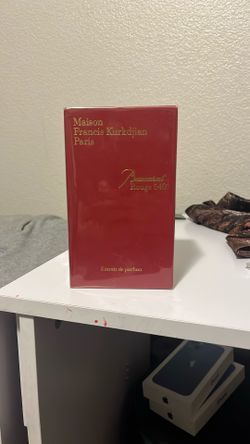 Maison
Francis Kurkdjian
Paris
Baccarat
Rouge 540
Extrait de parfum